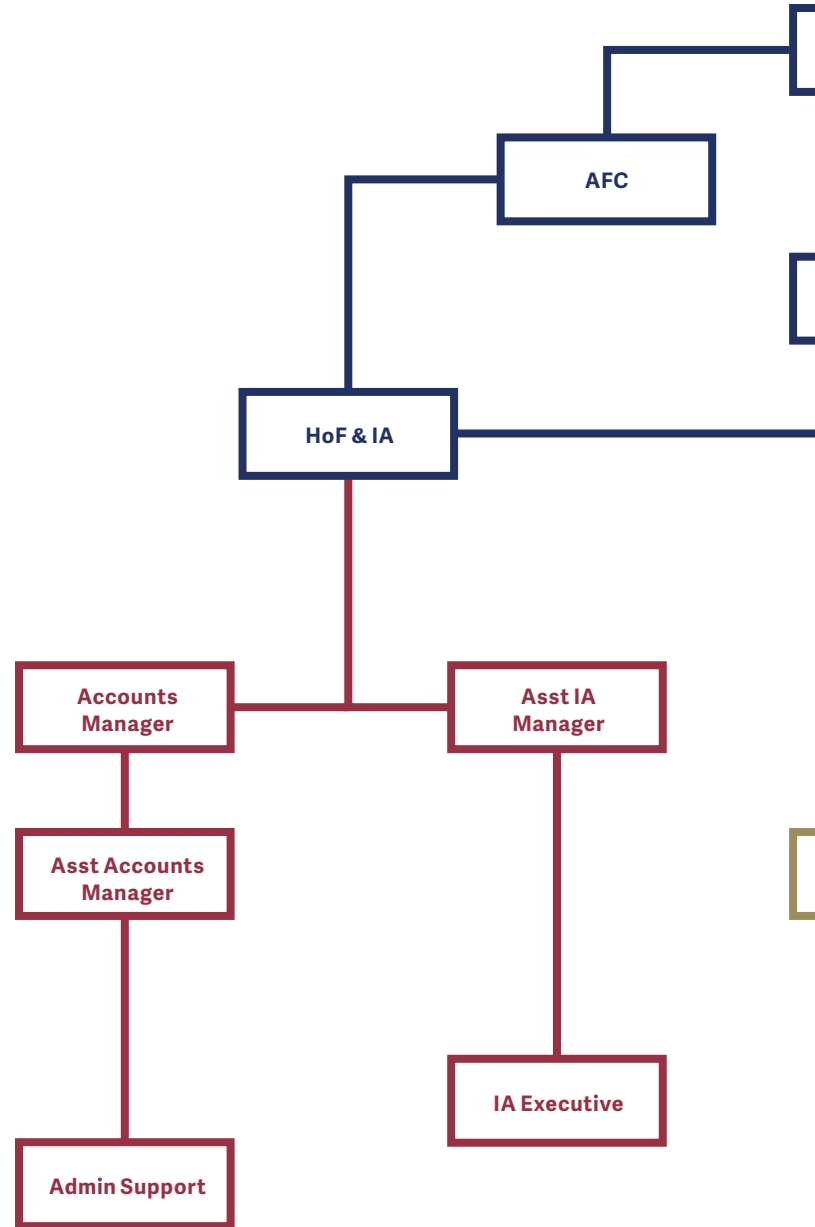 AFC
HoF & IA
Accounts
Manager
Asst IA
Manager
Asst Accounts
Manager
IA Executive
Admin Support